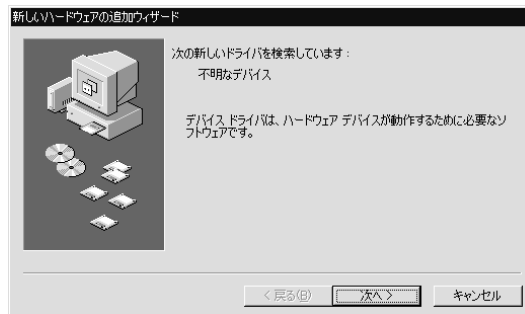 新しいハードウェアの追加ウィザード
次の新しいドライバを検索しています：
不明なデバイス
デバイス ドライバは、ハードウェア デバイスが動作するために必要なソ
フトウェアです。
< 戻る(B)
次へ >
キャンセル